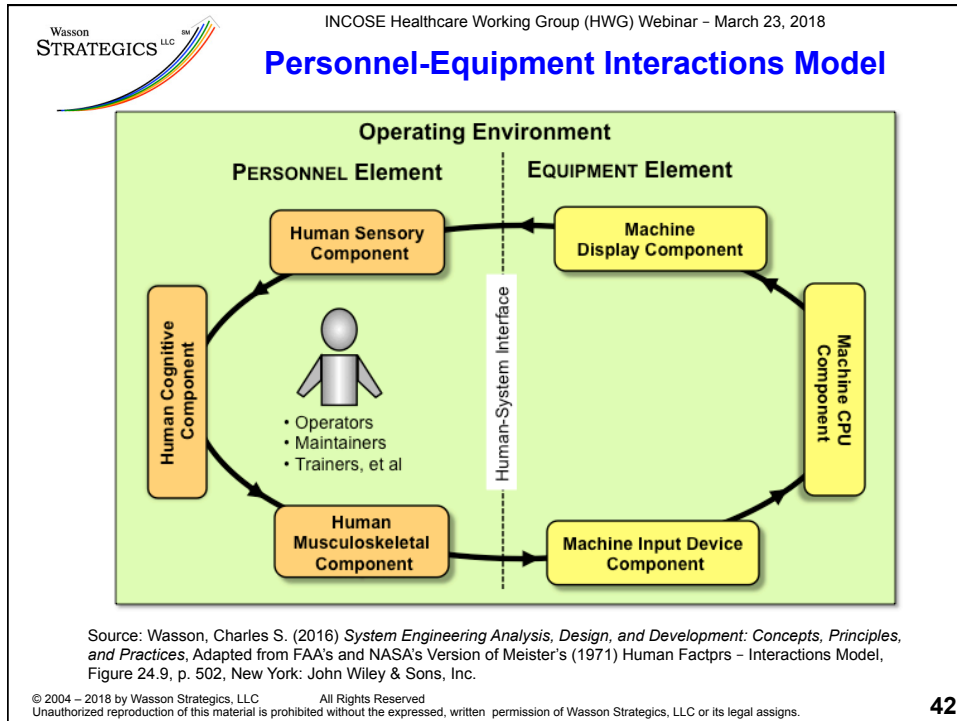 INCOSE Healthcare Working Group (HWG) Webinar – March 23, 2018
Wasson SM
STRATEGICS LLC
Personnel-Equipment Interactions Model
Operating Environment
PERSONNEL Element
EQUIPMENT Element
Human Sensory
Component
Machine
Display Component
Human Cognitive
Component
• Operators
• Maintainers
• Trainers, et al
Human-System Interface
Machine CPU
Component
Human
Musculoskeletal
Component
Machine Input Device
Component
Source: Wasson, Charles S. (2016) System Engineering Analysis, Design, and Development: Concepts, Principles,
and Practices, Adapted from FAA's and NASA's Version of Meister's (1971) Human Factprs – Interactions Model,
Figure 24.9, p. 502, New York: John Wiley & Sons, Inc.
© 2004 – 2018 by Wasson Strategics, LLC All Rights Reserved
Unauthorized reproduction of this material is prohibited without the expressed, written permission of Wasson Strategics, LLC or its legal assigns.
42